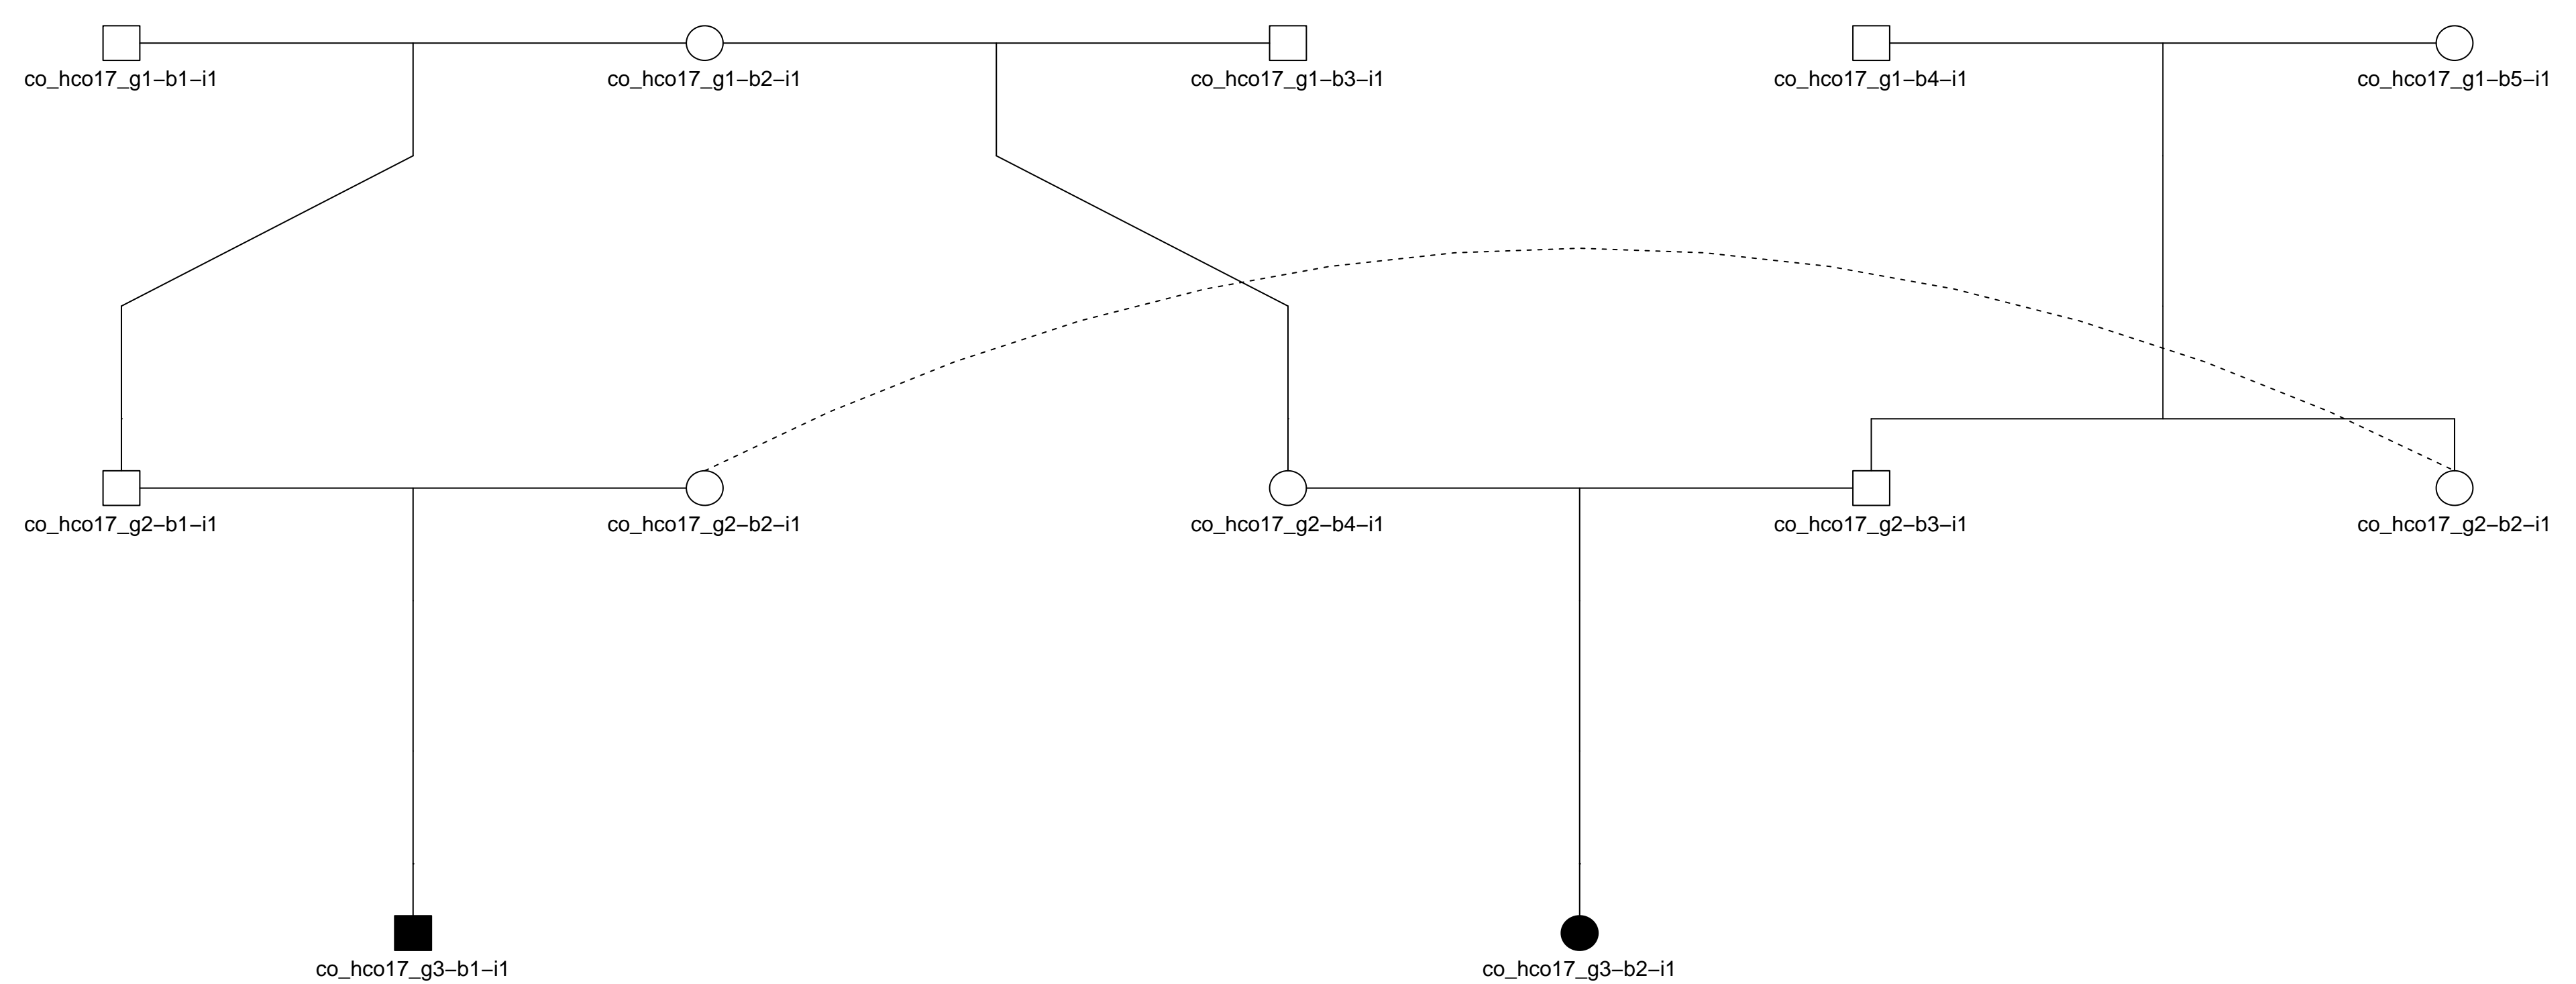 co_hco17_g1−b1−i1
co_hco17_g1−b2−i1
co_hco17_g1−b3−i1
co_hco17_g1−b4−i1
co_hco17_g1−b5−i1
co_hco17_g2−b1−i1
co_hco17_g2−b2−i1
co_hco17_g2−b4−i1
co_hco17_g2−b3−i1
co_hco17_g2−b2−i1
co_hco17_g3−b1−i1
co_hco17_g3−b2−i1